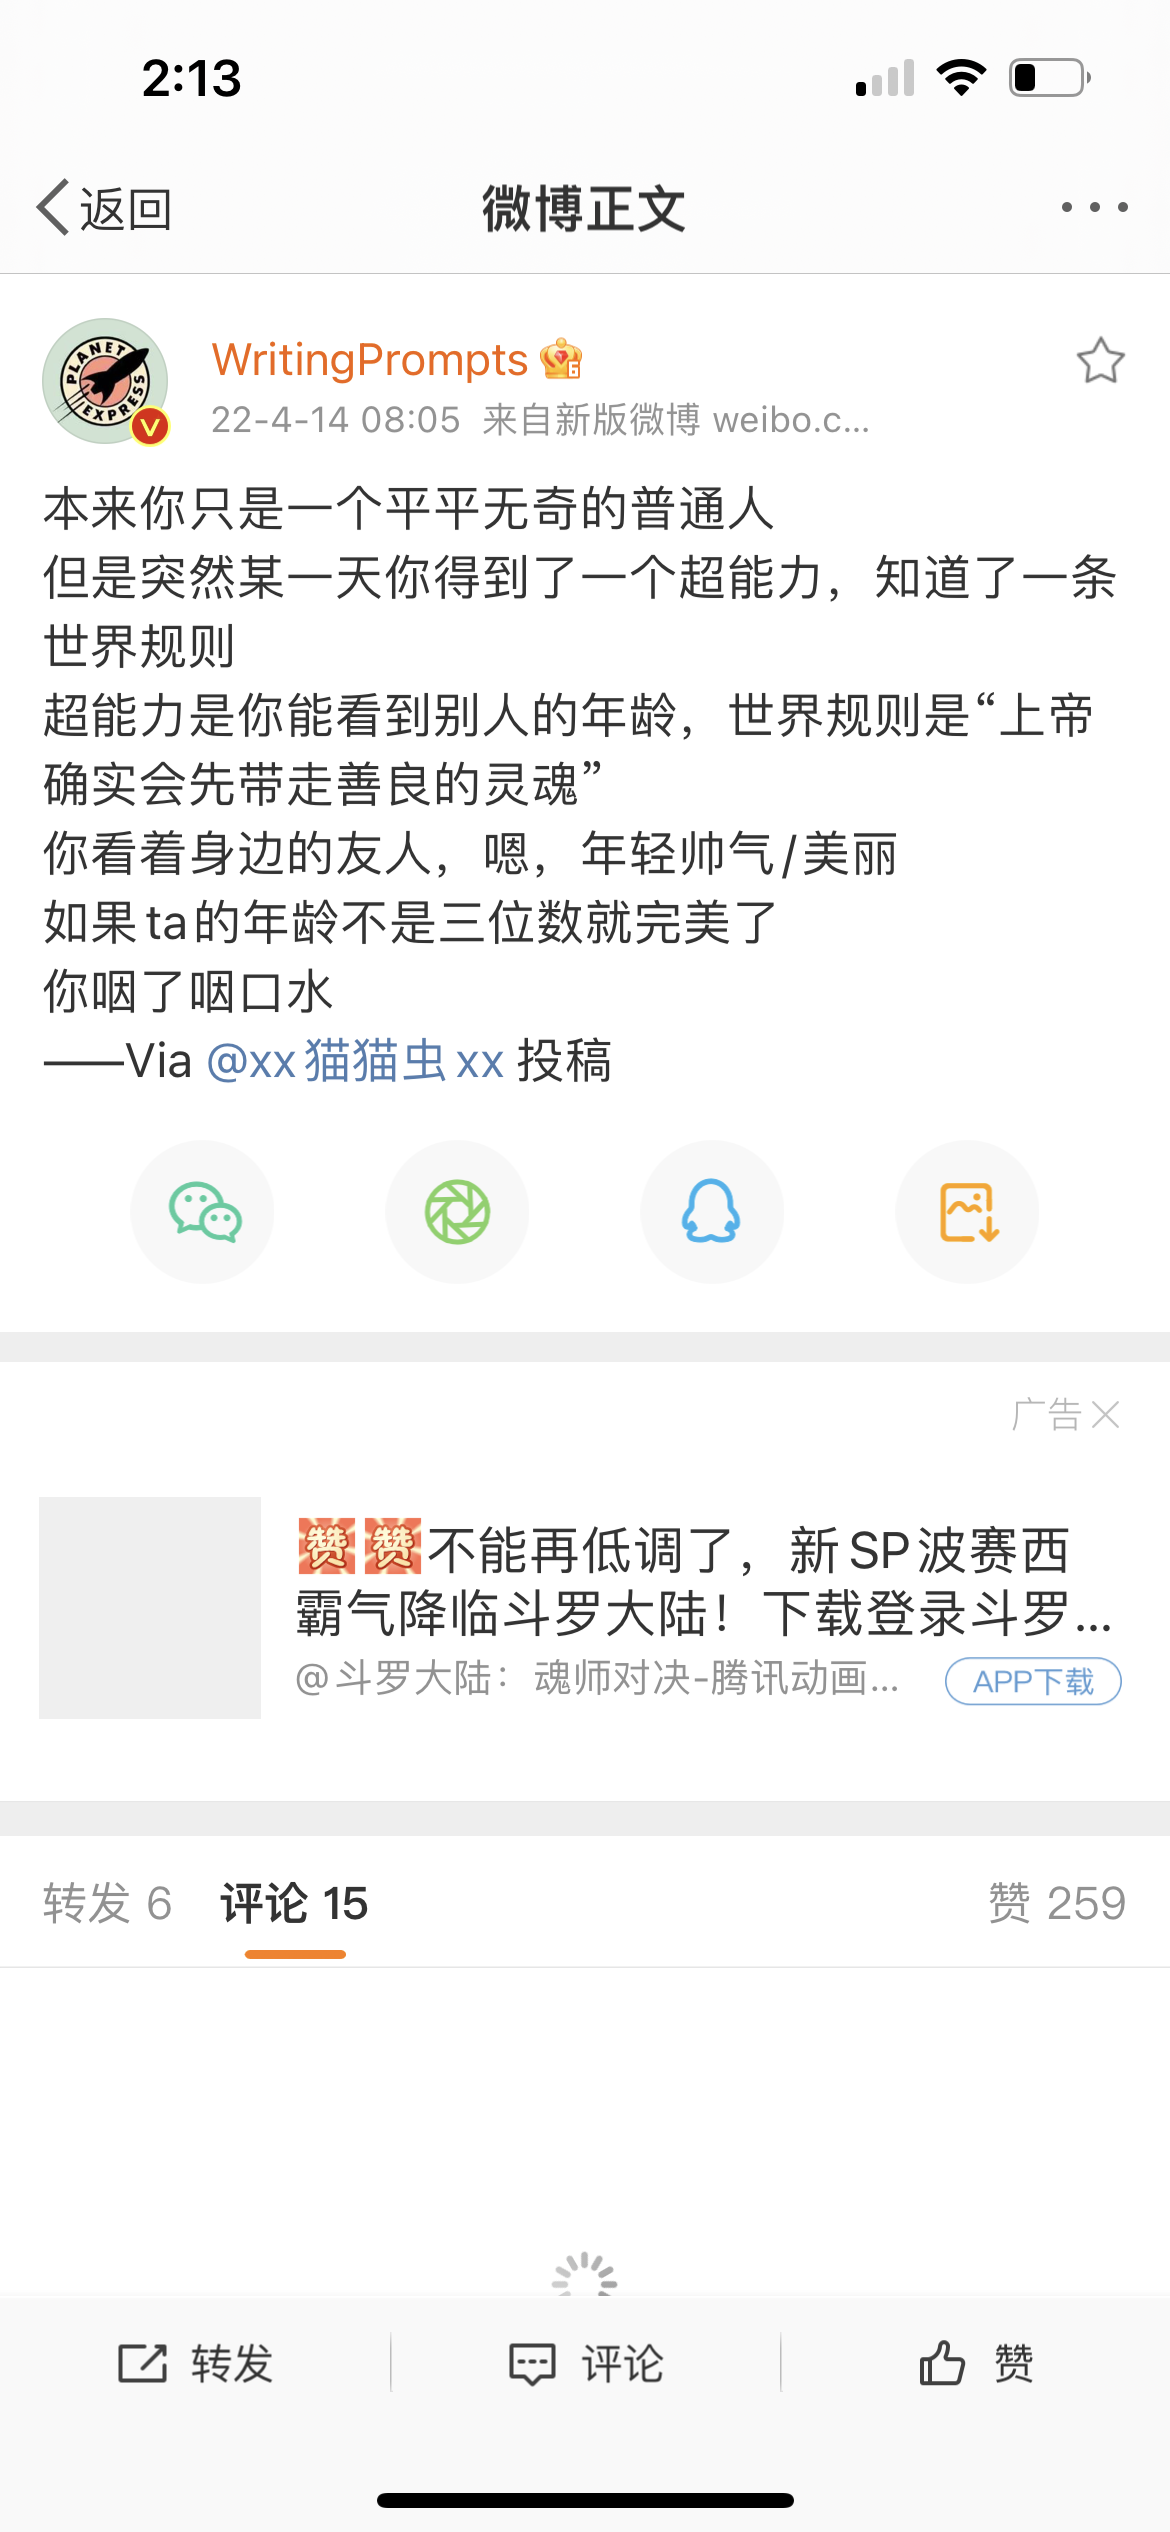 2:13
返回
微博正文
PLANET EXPRESS
V
WritingPrompts
6
22-4-14 08:05 来自新版微博 weibo.c...
本来你只是一个平平无奇的普通人
但是突然某一天你得到了一个超能力，知道了一条
世界规则
超能力是你能看到别人的年龄，世界规则是“上帝
确实会先带走善良的灵魂”
你看着身边的友人，嗯，年轻帅气/美丽
如果ta的年龄不是三位数就完美了
你咽了咽口水
——Via @xx猫猫虫xx 投稿
广告
赞赞不能再低调了，新SP波赛西
霸气降临斗罗大陆！下载登录斗罗...
@斗罗大陆：魂师对决-腾讯动画...
APP下载
转发 6 评论 15 赞 259
转发 评论 赞